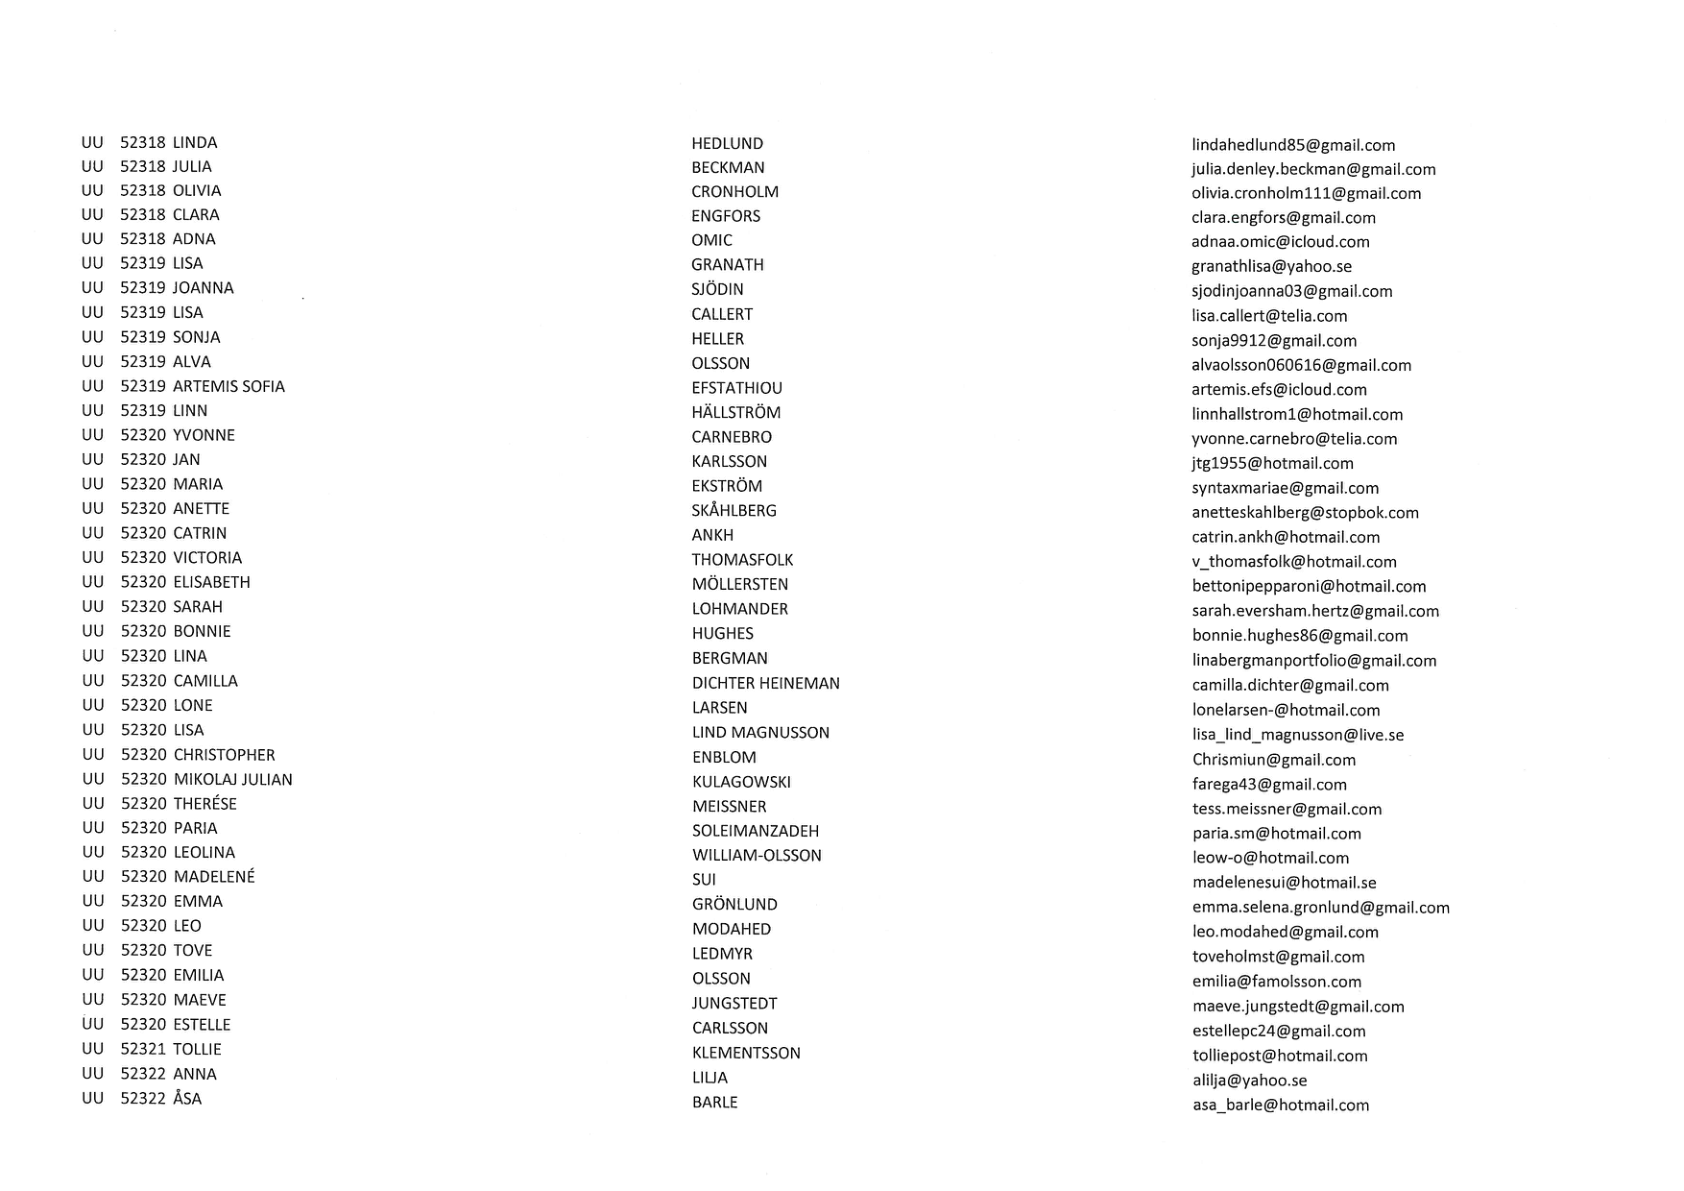 UU 52318 LINDA HEDLUND lindahedlund85@gmail.com
UU 52318 JULIA BECKMAN julia.denley.beckman@gmail.com
UU 52318 OLIVIA CRONHOLM olivia.cronholm111@gmail.com
UU 52318 CLARA ENGFORS clara.engfors@gmail.com
UU 52318 ADNA OMIC adnaa.omic@icloud.com
UU 52319 LISA GRANATH granathlisa@yahoo.se
UU 52319 JOANNA SJÖDIN sjodinjoanna03@gmail.com
UU 52319 LISA CALLERT lisa.callert@telia.com
UU 52319 SONJA HELLER sonja9912@gmail.com
UU 52319 ALVA OLSSON alvaolsson060616@gmail.com
UU 52319 ARTEMIS SOFIA EFSTATHIOU artemis.efs@icloud.com
UU 52319 LINN HÄLLSTRÖM linnhallstrom1@hotmail.com
UU 52320 YVONNE CARNEBRO yvonne.carnebro@telia.com
UU 52320 JAN KARLSSON jtg1955@hotmail.com
UU 52320 MARIA EKSTRÖM syntaxmariae@gmail.com
UU 52320 ANETTE SKÅHLBERG anetteskahlberg@stopbok.com
UU 52320 CATRIN ANKH catrin.ankh@hotmail.com
UU 52320 VICTORIA THOMASFOLK v_thomasfolk@hotmail.com
UU 52320 ELISABETH MÖLLERSTEN bettonipepparoni@hotmail.com
UU 52320 SARAH LOHMANDER sarah.eversham.hertz@gmail.com
UU 52320 BONNIE HUGHES bonnie.hughes86@gmail.com
UU 52320 LINA BERGMAN linabergmanportfolio@gmail.com
UU 52320 CAMILLA DICHTER HEINEMAN camilla.dichter@gmail.com
UU 52320 LONE LARSEN lonelarsen-@hotmail.com
UU 52320 LISA LIND MAGNUSSON lisa_lind_magnusson@live.se
UU 52320 CHRISTOPHER ENBLOM Chrismiun@gmail.com
UU 52320 MIKOLAJ JULIAN KULAGOWSKI farega43@gmail.com
UU 52320 THERÉSE MEISSNER tess.meissner@gmail.com
UU 52320 PARIA SOLEIMANZADEH paria.sm@hotmail.com
UU 52320 LEOLINA WILLIAM-OLSSON leow-o@hotmail.com
UU 52320 MADELENÉ SUI madelenesui@hotmail.se
UU 52320 EMMA GRÖNLUND emma.selena.gronlund@gmail.com
UU 52320 LEO MODAHED leo.modahed@gmail.com
UU 52320 TOVE LEDMYR toveholmst@gmail.com
UU 52320 EMILIA OLSSON emilia@famolsson.com
UU 52320 MAEVE JUNGSTEDT maeve.jungstedt@gmail.com
UU 52320 ESTELLE CARLSSON estellepc24@gmail.com
UU 52321 TOLLIE KLEMENTSSON tolliepost@hotmail.com
UU 52322 ANNA LILJA alilja@yahoo.se
UU 52322 ÅSA BARLE asa_barle@hotmail.com